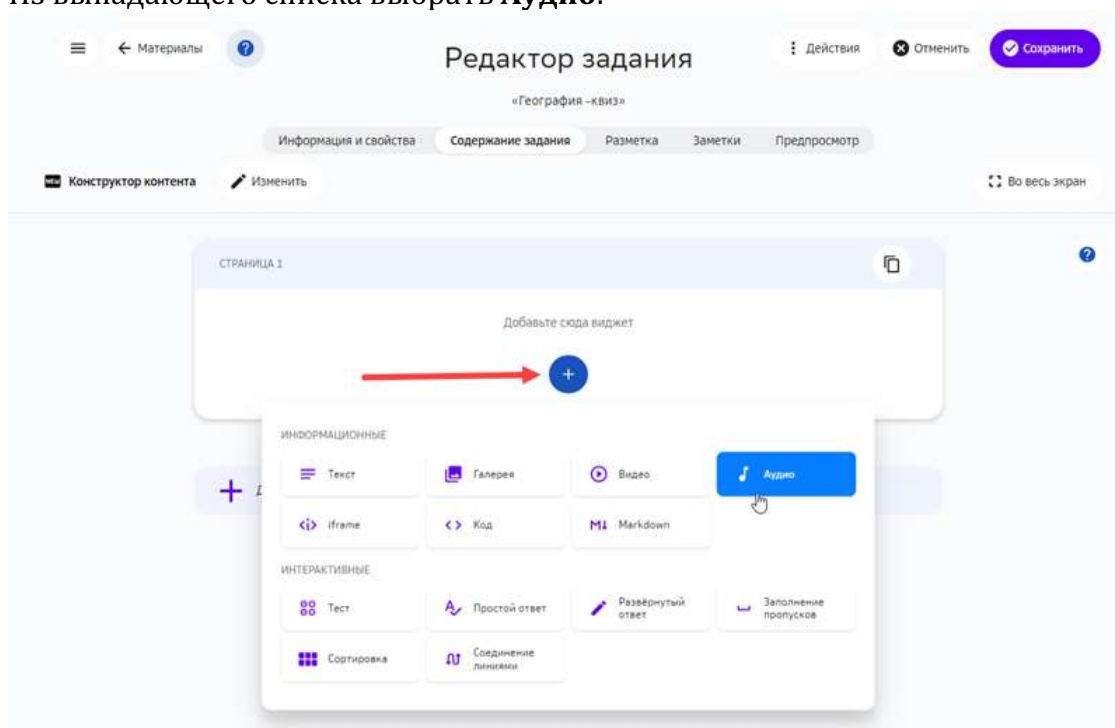 Из выпадающего списка выбрать Аудио.
Материалы
Редактор задания
Действия
Отменить
Сохранить
«География -квиз»
Информация и свойства
Содержание задания
Разметка
Заметки
Предпросмотр
NEW Конструктор контента
Изменить
Во весь экран
СТРАНИЦА 1
Добавьте сюда виджет
ИНФОРМАЦИОННЫЕ
Текст
Галерея
Видео
Аудио
iframe
Код
Markdown
ИНТЕРАКТИВНЫЕ
Тест
Простой ответ
Развёрнутый
ответ
Заполнение
пропусков
Сортировка
Соединение
линиями